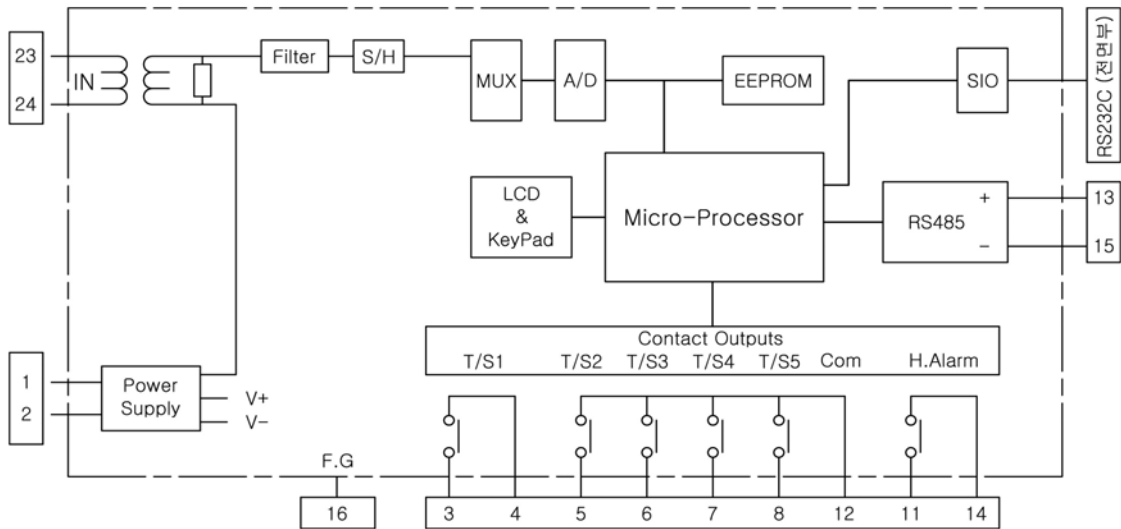 23
24
IN
Filter
S/H
MUX
A/D
EEPROM
SIO
RS232C (전면부)
LCD
&
KeyPad
Micro-Processor
RS485
+
−
13
15
Contact Outputs
T/S1 T/S2 T/S3 T/S4 T/S5 Com H.Alarm
1
2
Power
Supply
V+
V-
F.G
16
3 4 5 6 7 8 12 11 14